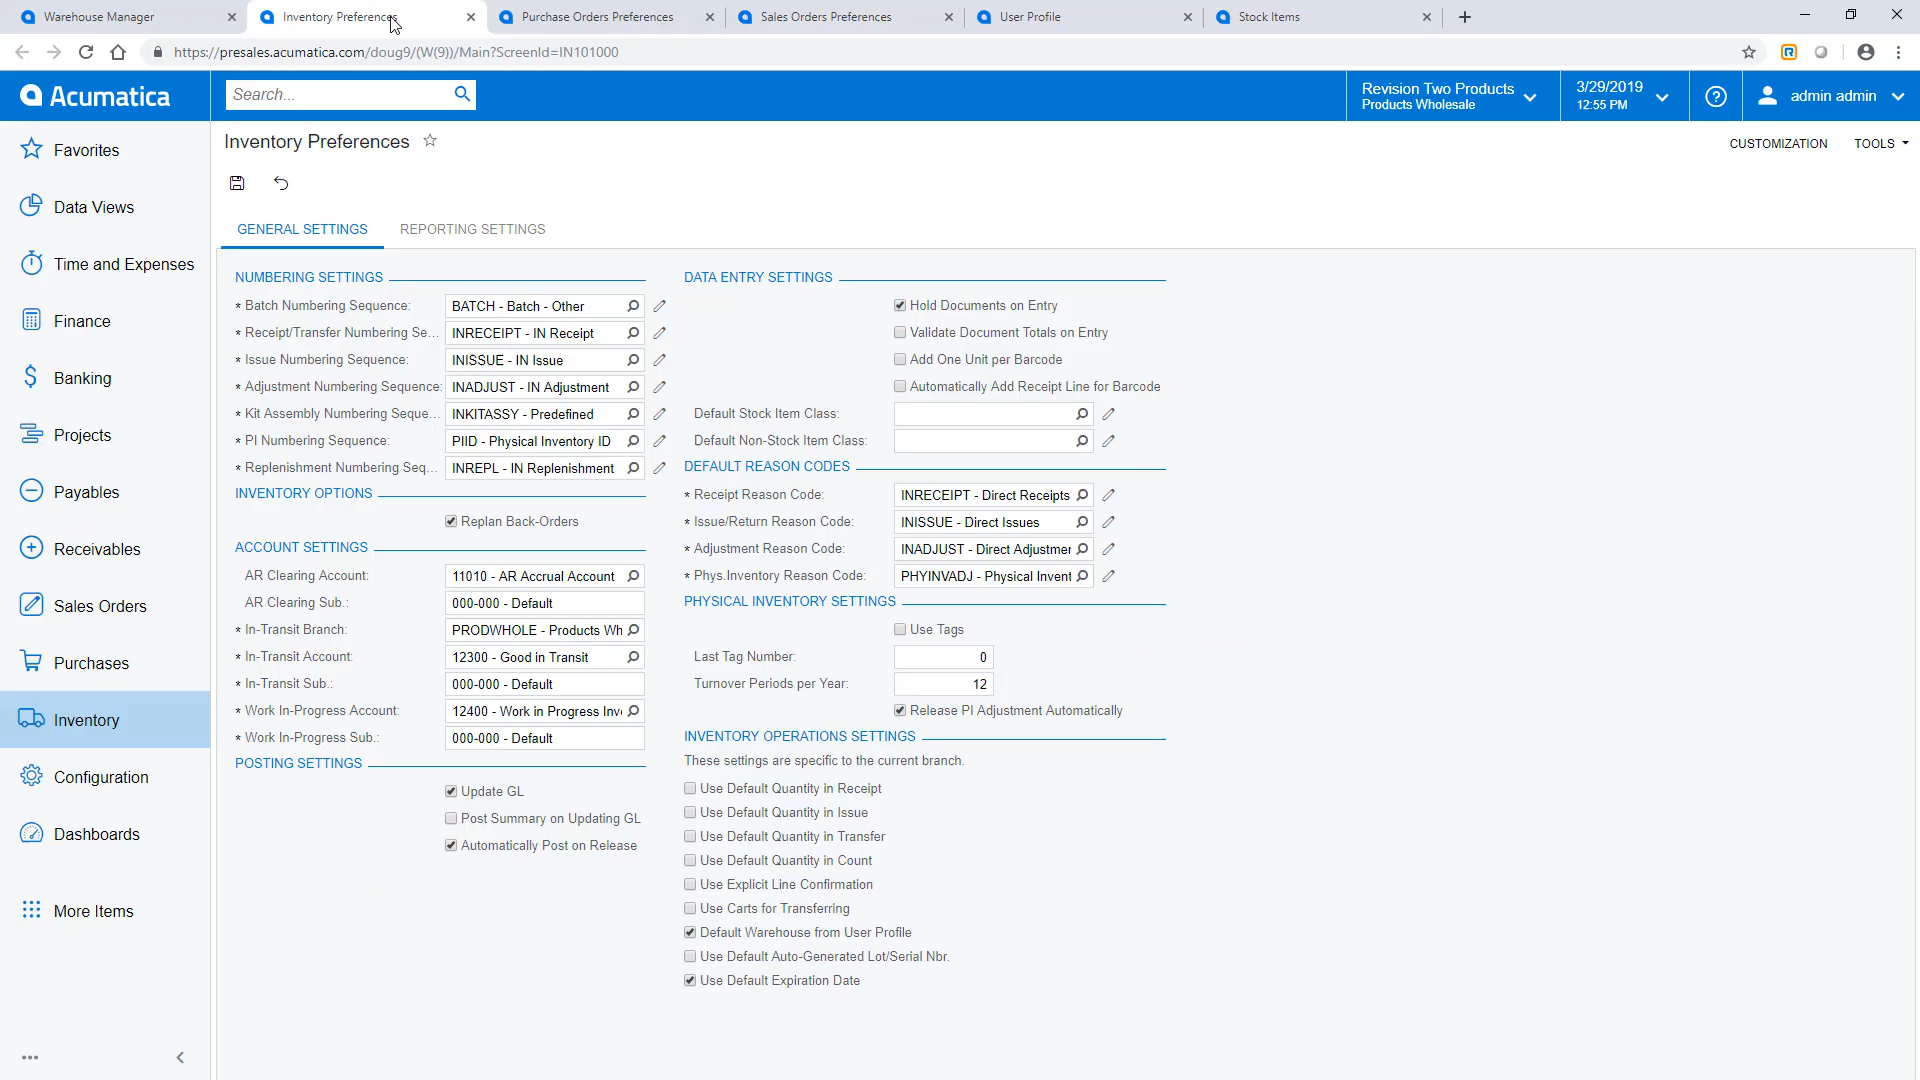 Warehouse Manager
Inventory Preferences
Purchase Orders Preferences
Sales Orders Preferences
User Profile
Stock Items
https://presales.acumatica.com/doug9/(W(9))/Main?ScreenId=IN101000
Acumatica
Search...
Revision Two Products
Products Wholesale
3/29/2019
12:55 PM
admin admin
Favorites
Data Views
Time and Expenses
Finance
Banking
Projects
Payables
Receivables
Sales Orders
Purchases
Inventory
Configuration
Dashboards
More Items
Inventory Preferences
CUSTOMIZATION
TOOLS
GENERAL SETTINGS
REPORTING SETTINGS
NUMBERING SETTINGS
* Batch Numbering Sequence: BATCH - Batch - Other
* Receipt/Transfer Numbering Se... INRECEIPT - IN Receipt
* Issue Numbering Sequence: INISSUE - IN Issue
* Adjustment Numbering Sequence: INADJUST - IN Adjustment
* Kit Assembly Numbering Seque... INKITASSY - Predefined
* PI Numbering Sequence: PIID - Physical Inventory ID
* Replenishment Numbering Seq... INREPL - IN Replenishment
INVENTORY OPTIONS
Replan Back-Orders
ACCOUNT SETTINGS
AR Clearing Account: 11010 - AR Accrual Account
AR Clearing Sub.: 000-000 - Default
* In-Transit Branch: PRODWHOLE - Products Wh
* In-Transit Account: 12300 - Good in Transit
* In-Transit Sub.: 000-000 - Default
* Work In-Progress Account: 12400 - Work in Progress Inv
* Work In-Progress Sub.: 000-000 - Default
POSTING SETTINGS
Update GL
Post Summary on Updating GL
Automatically Post on Release
DATA ENTRY SETTINGS
Hold Documents on Entry
Validate Document Totals on Entry
Add One Unit per Barcode
Automatically Add Receipt Line for Barcode
Default Stock Item Class:
Default Non-Stock Item Class:
DEFAULT REASON CODES
* Receipt Reason Code: INRECEIPT - Direct Receipts
* Issue/Return Reason Code: INISSUE - Direct Issues
* Adjustment Reason Code: INADJUST - Direct Adjustmer
* Phys.Inventory Reason Code: PHYINVADJ - Physical Invent
PHYSICAL INVENTORY SETTINGS
Use Tags
Last Tag Number: 0
Turnover Periods per Year: 12
Release PI Adjustment Automatically
INVENTORY OPERATIONS SETTINGS
These settings are specific to the current branch.
Use Default Quantity in Receipt
Use Default Quantity in Issue
Use Default Quantity in Transfer
Use Default Quantity in Count
Use Explicit Line Confirmation
Use Carts for Transferring
Default Warehouse from User Profile
Use Default Auto-Generated Lot/Serial Nbr.
Use Default Expiration Date